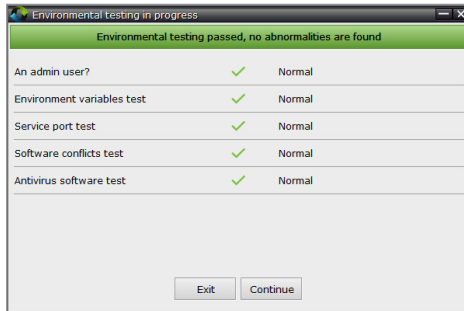 Environmental testing in progress
Environmental testing passed, no abnormalities are found
An admin user? Normal
Environment variables test Normal
Service port test Normal
Software conflicts test Normal
Antivirus software test Normal
Exit Continue